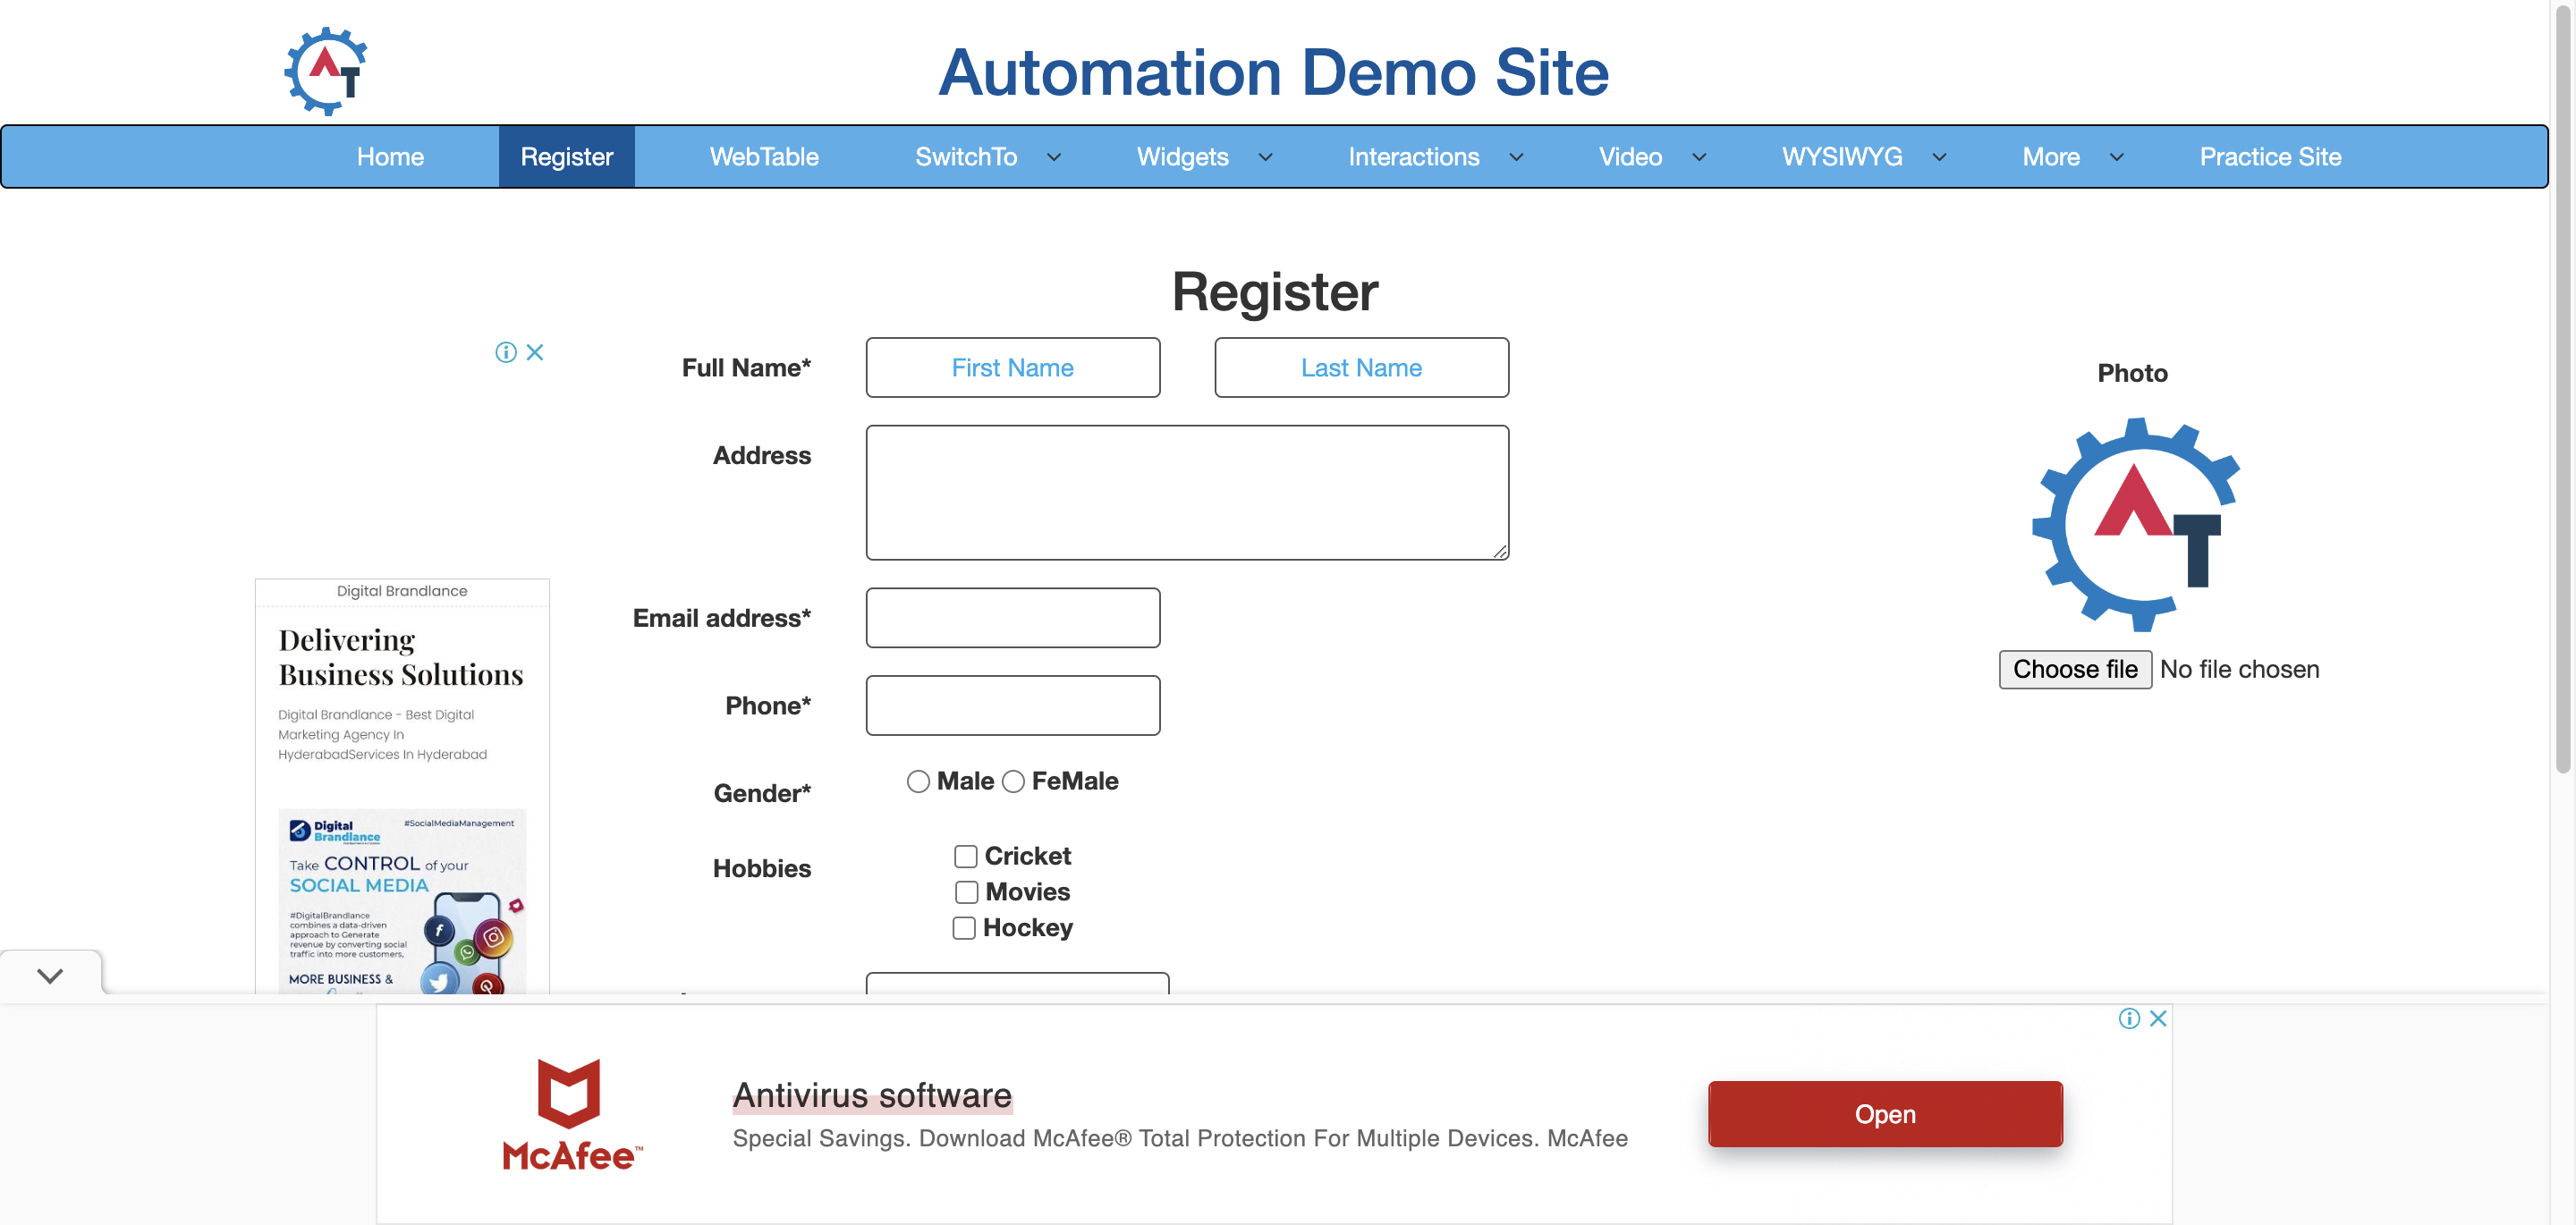 AT
Automation Demo Site
Home Register WebTable SwitchTo Widgets Interactions Video WYSIWYG More Practice Site
Register
Full Name* First Name Last Name
Address
Email address*
Phone*
Gender* Male FeMale
Hobbies Cricket
Movies
Hockey
Photo
AT
Choose file No file chosen
Digital Brandlance
Delivering
Business Solutions
Digital Brandlance - Best Digital
Marketing Agency In
HyderabadServices In Hyderabad
Digital
Brandlance
#SocialMediaManagement
Take CONTROL of your
SOCIAL MEDIA
#DigitalBrandlance
combines a data-driven
approach to Generate
revenue by converting social
traffic into more customers,
MORE BUSINESS &
McAfee™
Antivirus software
Special Savings. Download McAfee® Total Protection For Multiple Devices. McAfee
Open